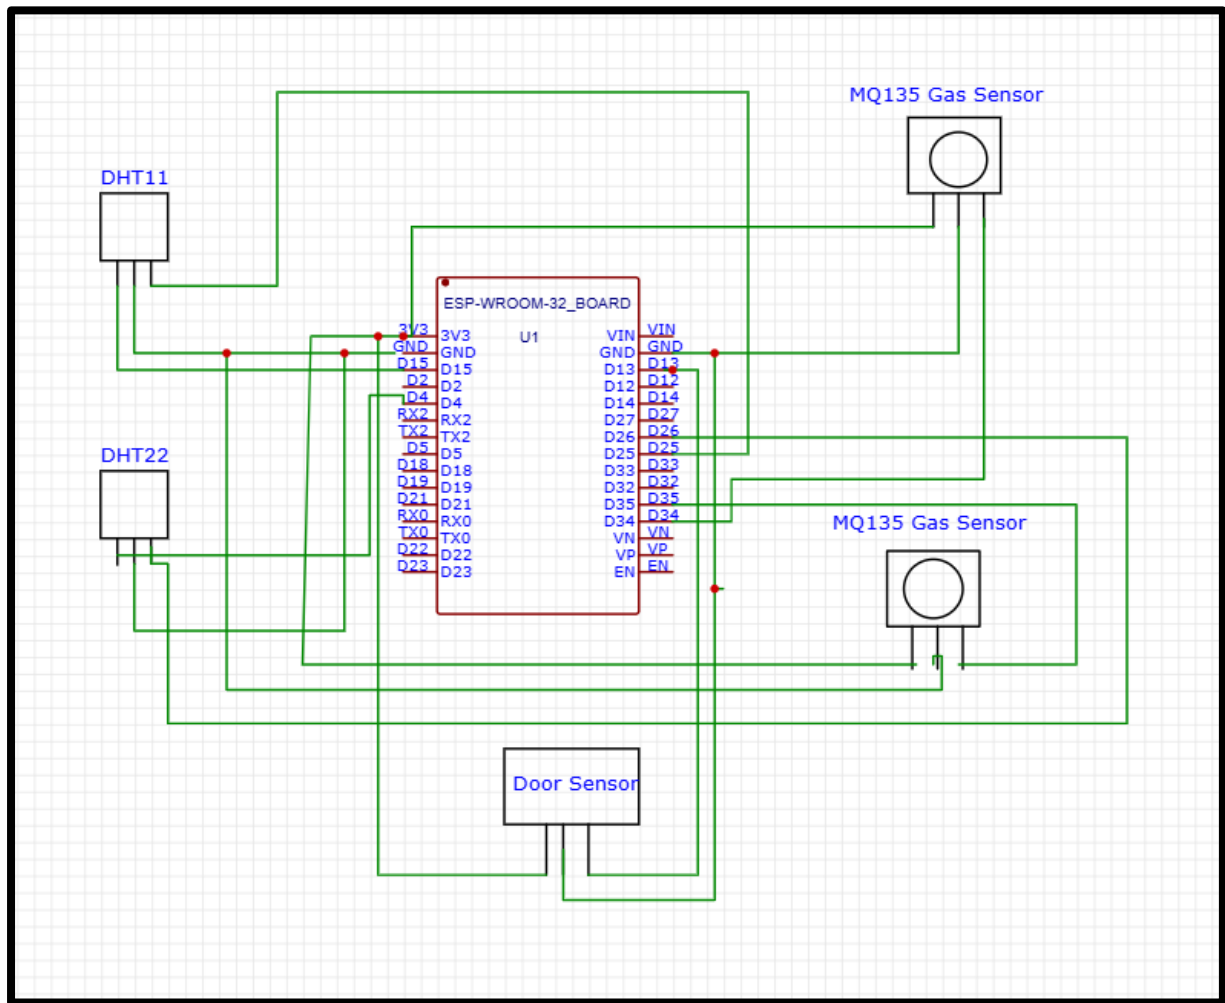 MQ135 Gas Sensor
DHT11
ESP-WROOM-32_BOARD
U1
3V3 3V3 VIN VIN
GND GND GND GND
D15 D15 D13 D13
D2 D2 D12 D12
D4 D4 D14 D14
RX2 RX2 D27 D27
TX2 TX2 D26 D26
D5 D5 D25 D25
D18 D18 D33 D33
D19 D19 D32 D32
D21 D21 D35 D35
RX0 RX0 D34 D34
TX0 TX0 VN VN
D22 D22 VP VP
D23 D23 EN EN
DHT22
MQ135 Gas Sensor
Door Sensor